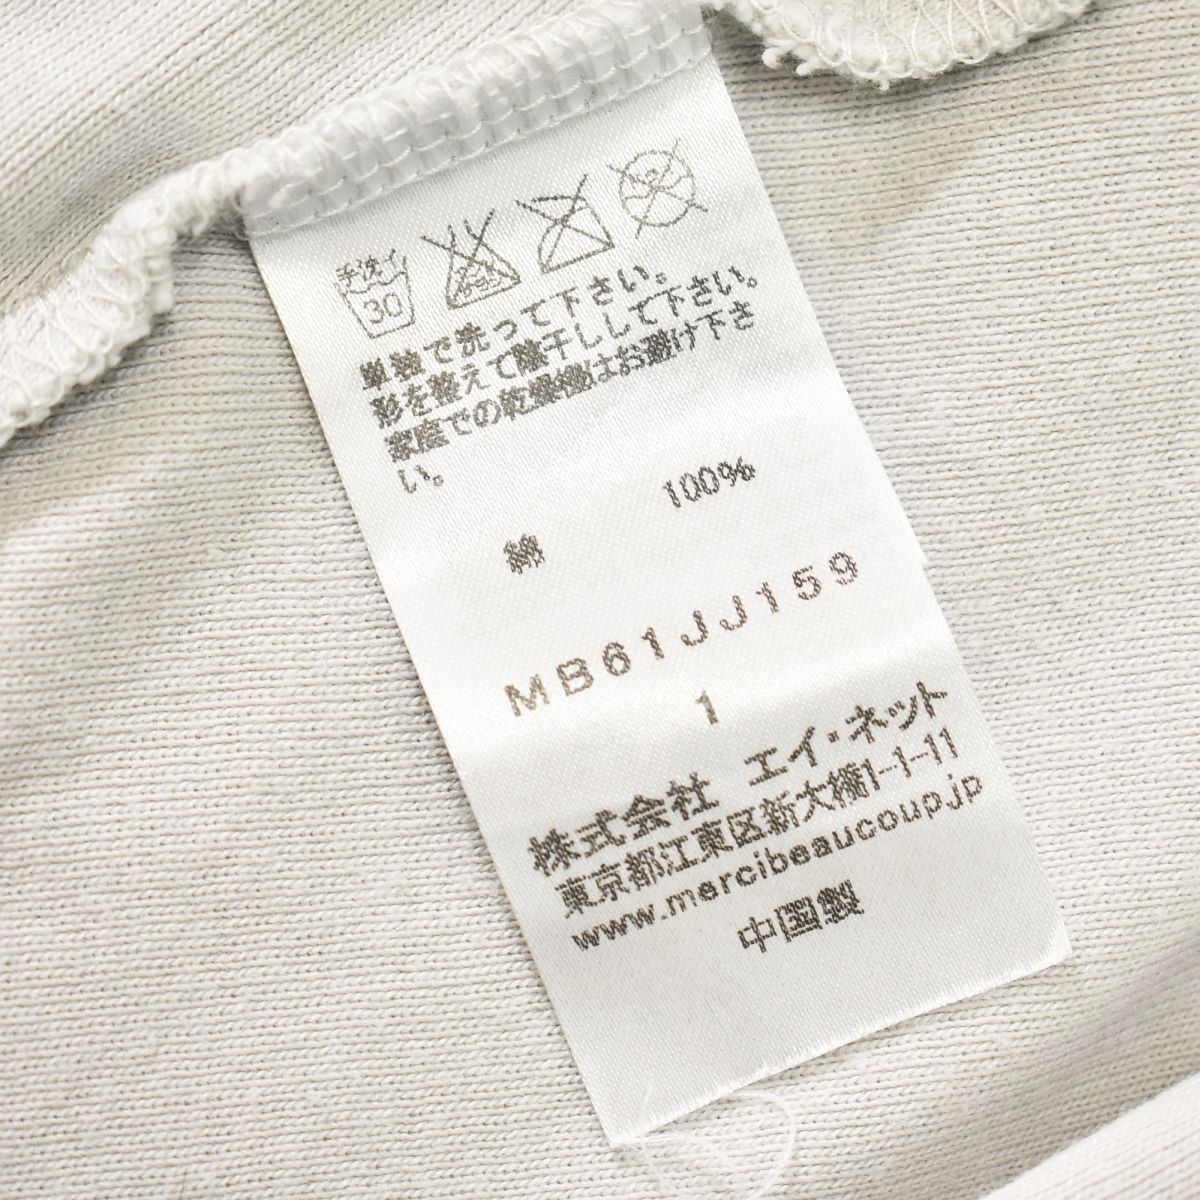 手洗イ
30
単独で洗って下さい。
形を整えて陰干しして下さい。
家庭での乾燥機はお避け下さ
い。
綿 100%
MB61JJ159
1
株式会社 エイ・ネット
東京都江東区新大橋1-1-11
www.mercibeaucoup.jp
中国製